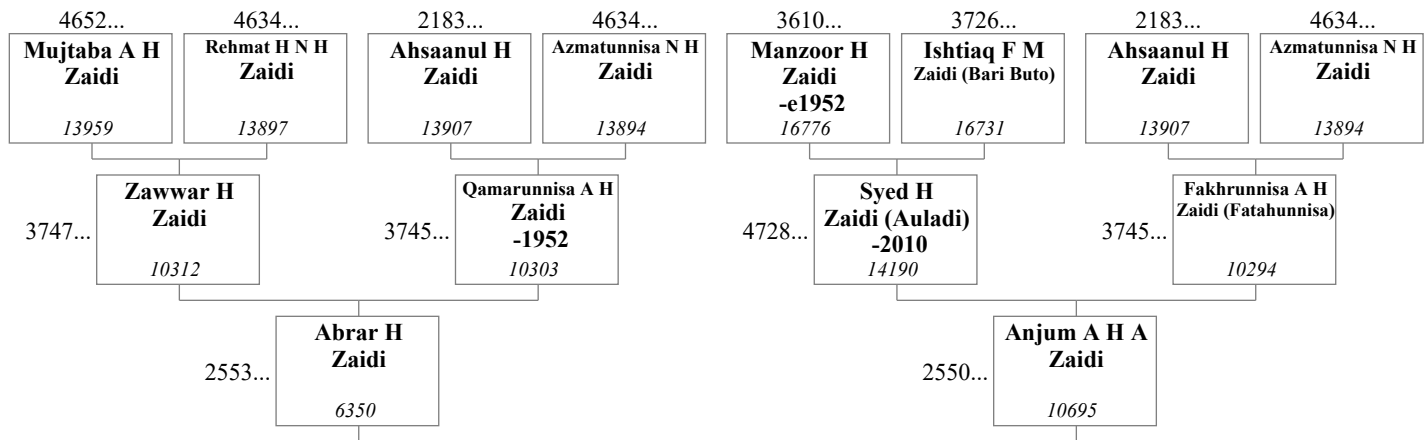 4652... 4634... 2183... 4634... 3610... 3726... 2183... 4634...
Mujtaba A H
Zaidi
13959
Rehmat H N H
Zaidi
13897
Ahsaanul H
Zaidi
13907
Azmatunnisa N H
Zaidi
13894
Manzoor H
Zaidi
-e1952
16776
Ishtiaq F M
Zaidi (Bari Buto)
16731
Ahsaanul H
Zaidi
13907
Azmatunnisa N H
Zaidi
13894
3747...
Zawwar H
Zaidi
10312
3745...
Qamarunnisa A H
Zaidi
-1952
10303
4728...
Syed H
Zaidi (Auladi)
-2010
14190
3745...
Fakhrunnisa A H
Zaidi (Fatahunnisa)
10294
2553...
Abrar H
Zaidi
6350
2550...
Anjum A H A
Zaidi
10695